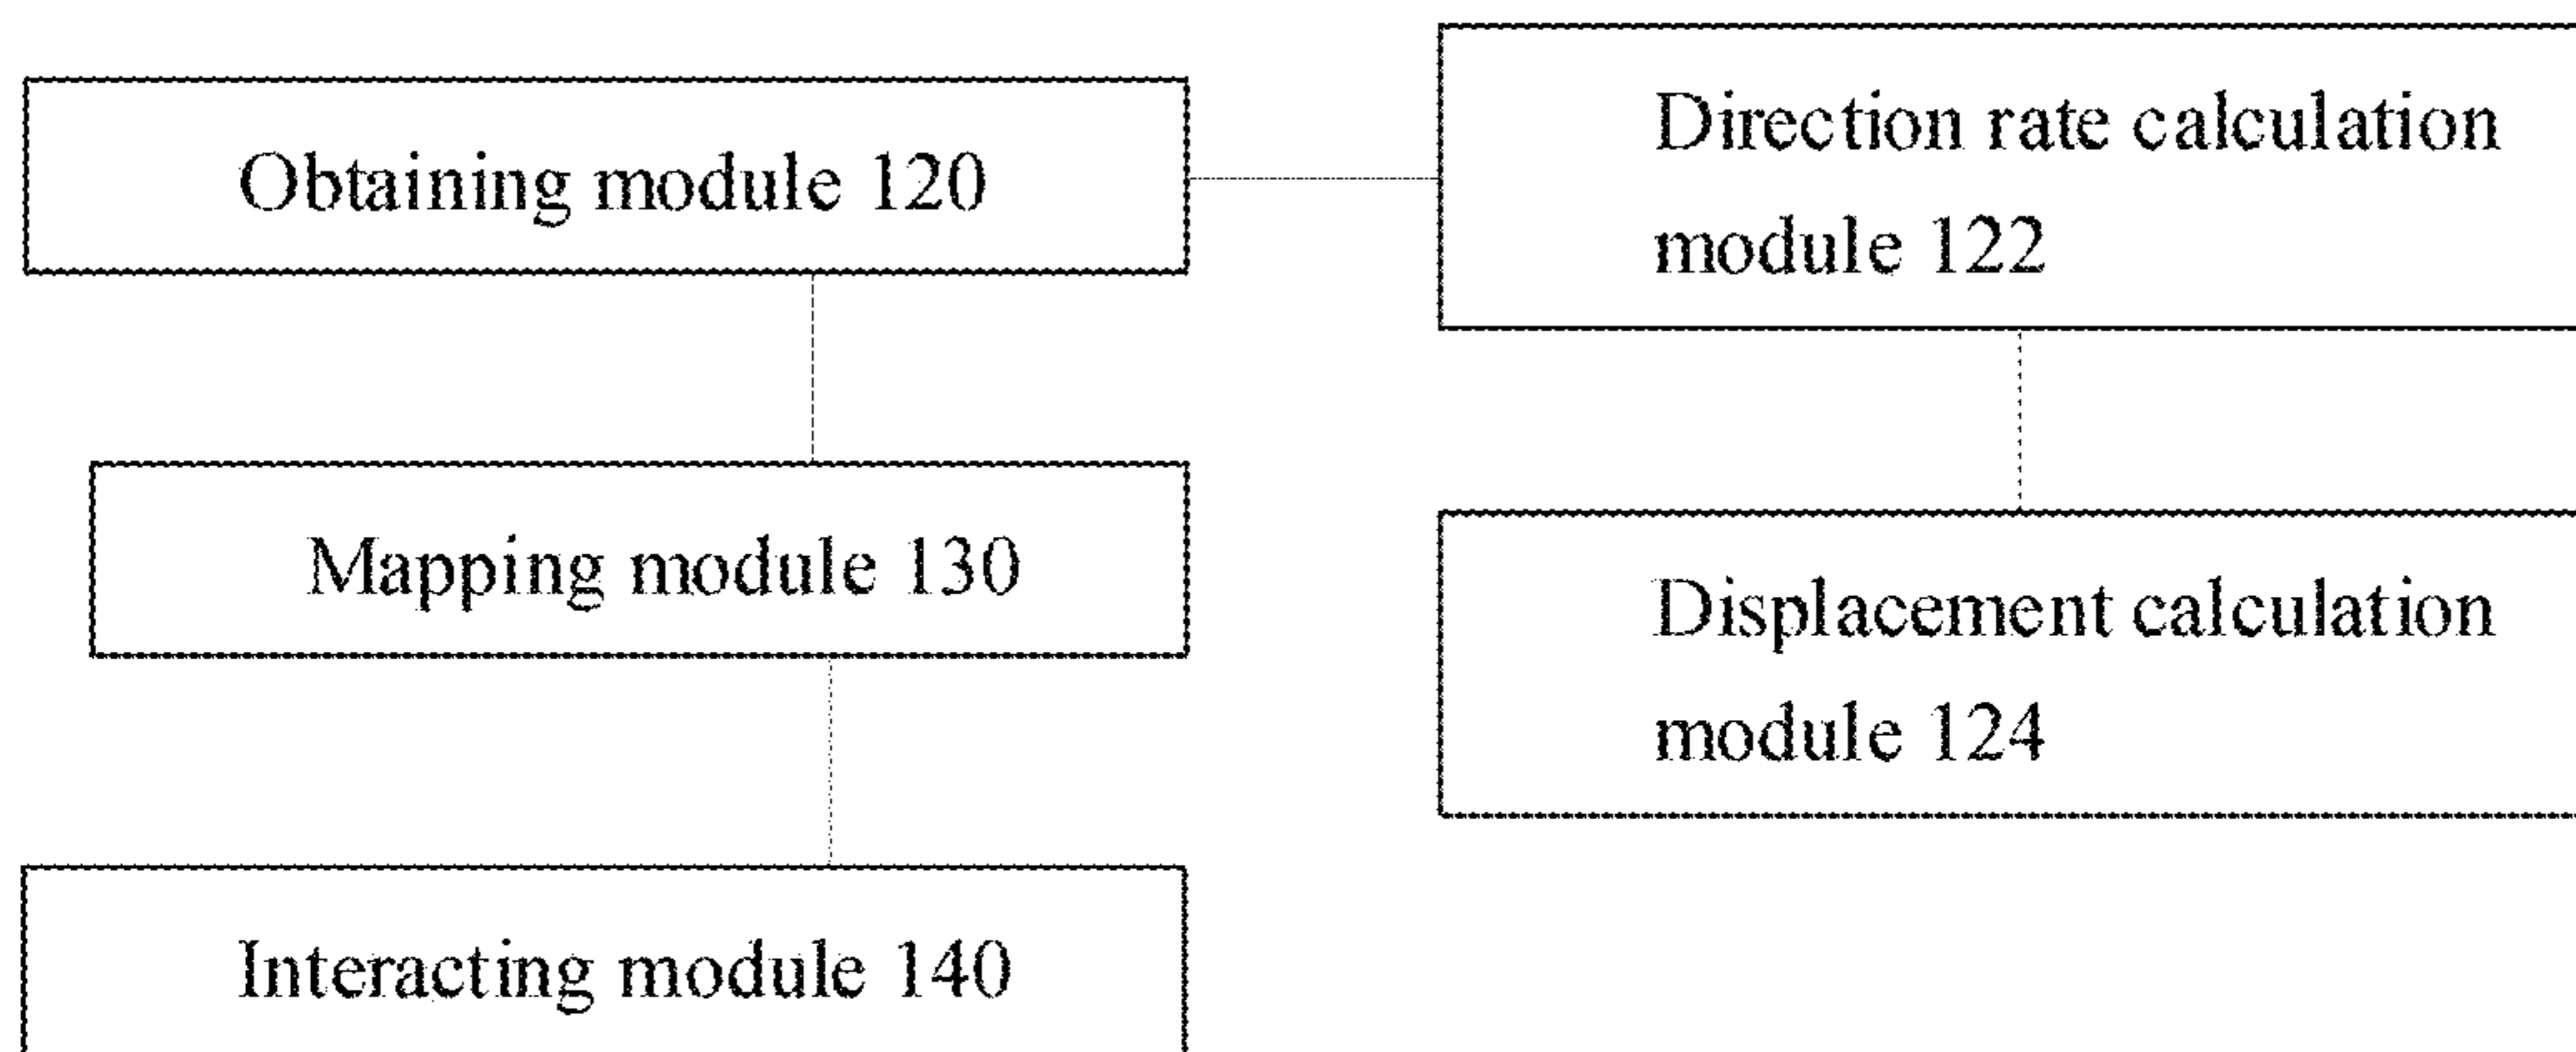 Obtaining module 120
Direction rate calculation
module 122
Mapping module 130
Displacement calculation
module 124
Interacting module 140